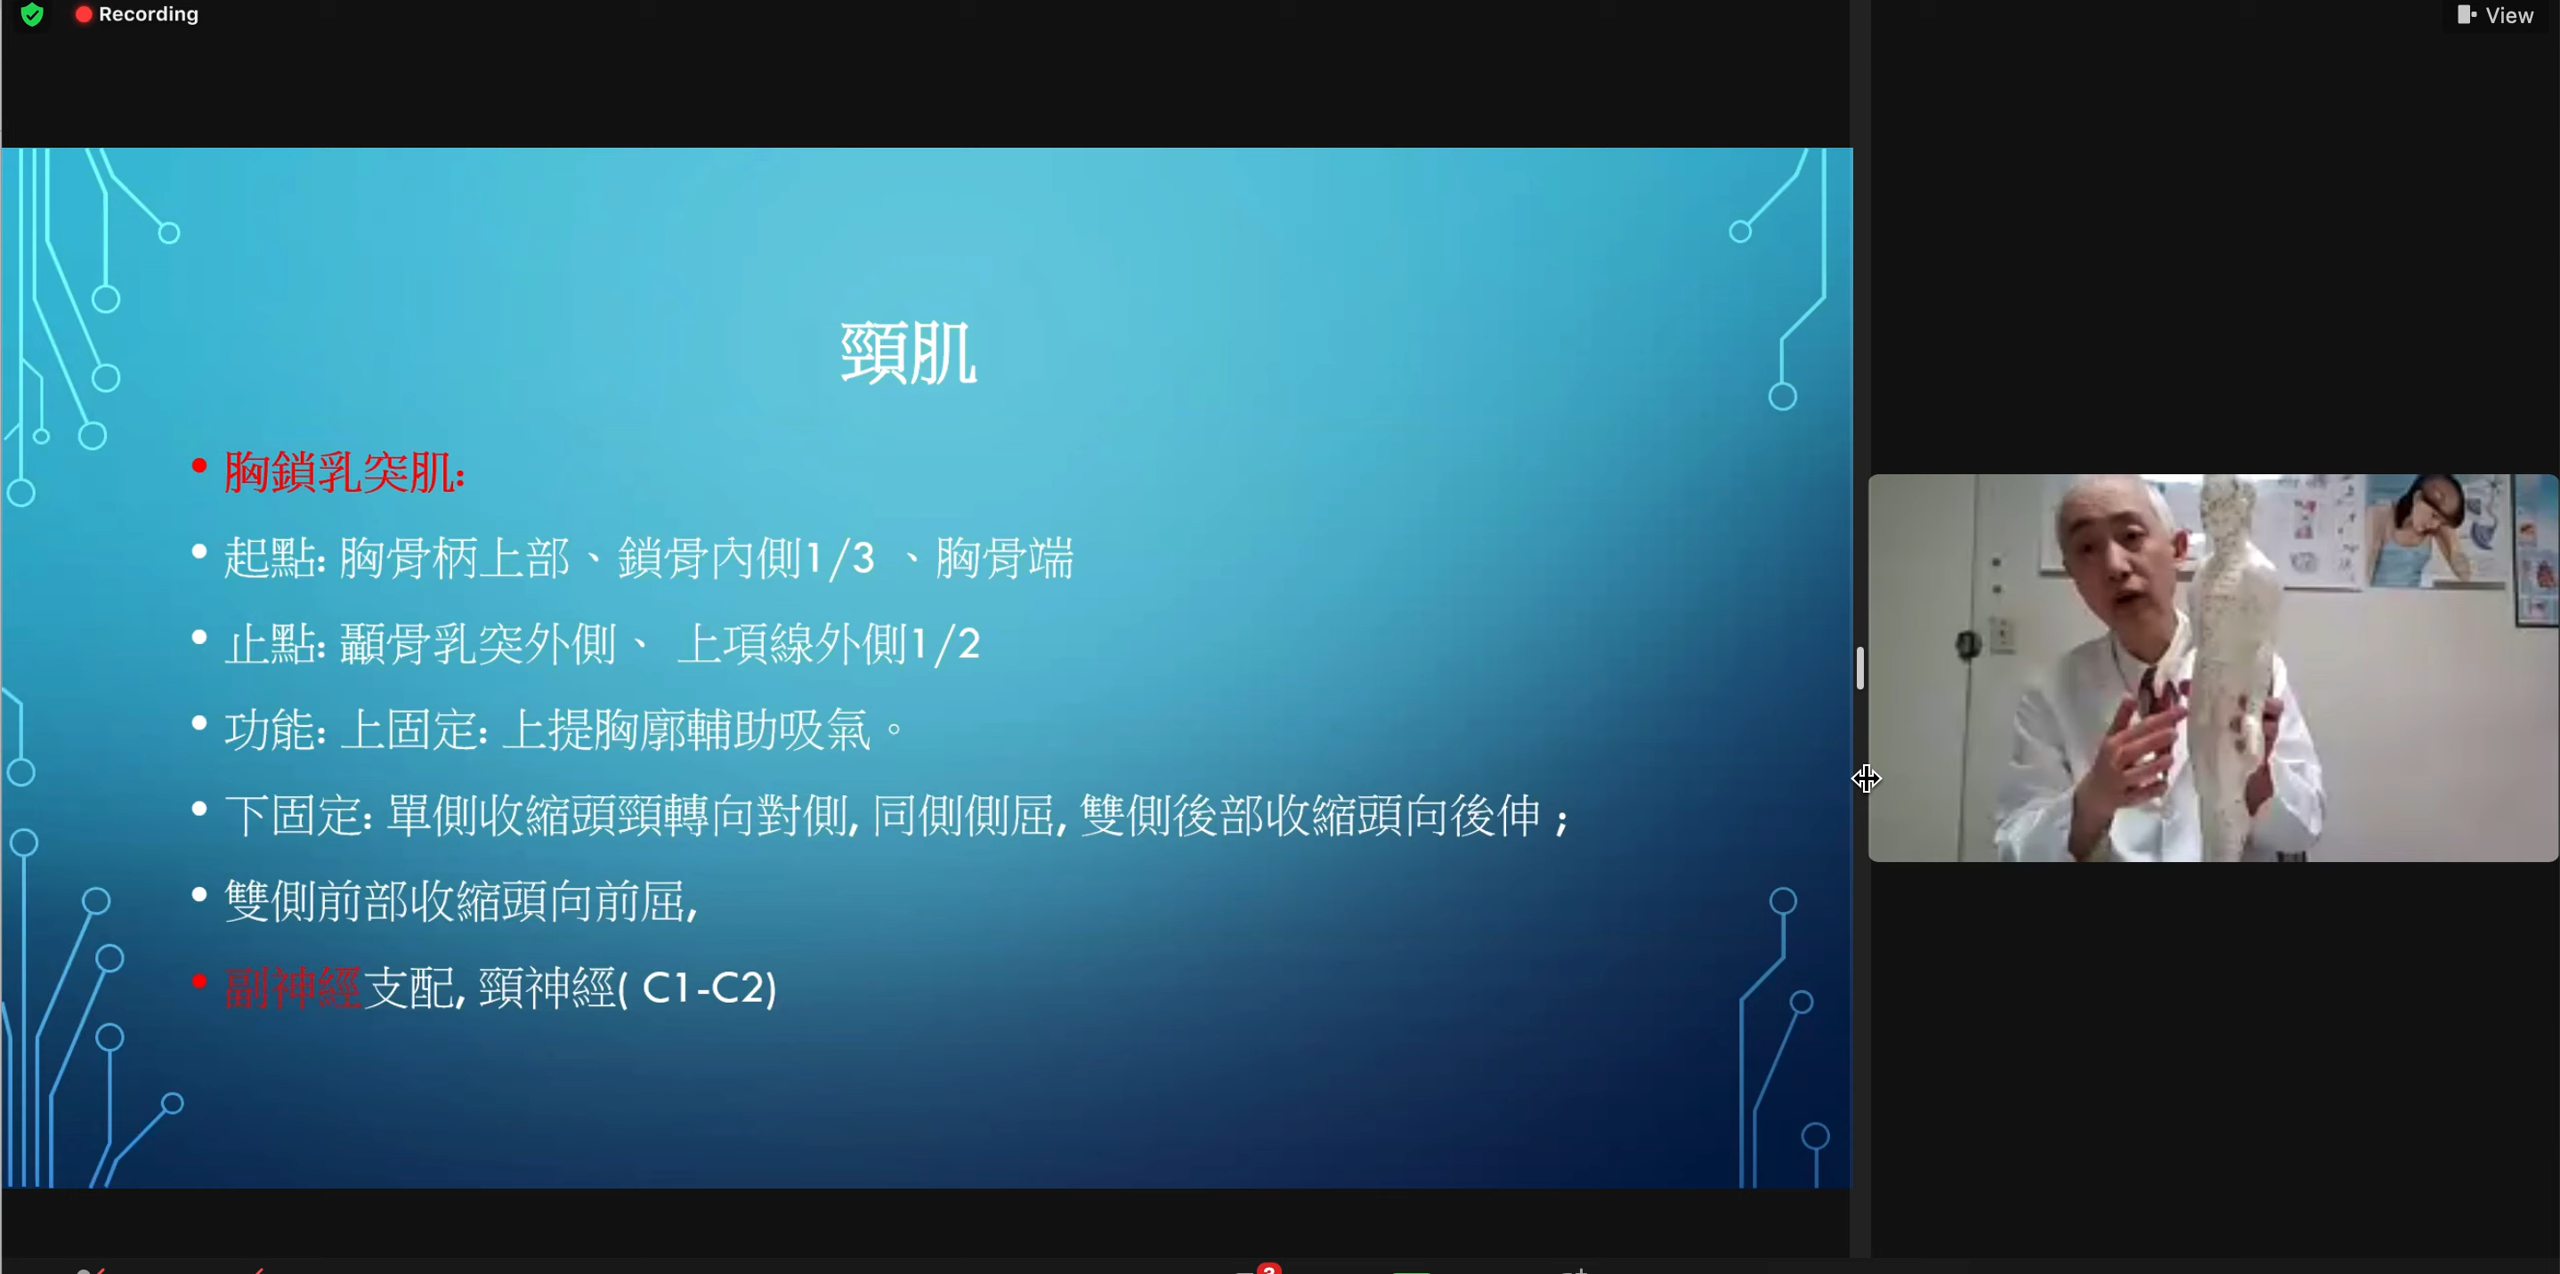 Recording
View
頸肌
• 胸鎖乳突肌:
• 起點: 胸骨柄上部、鎖骨內側1/3 、胸骨端
• 止點: 顳骨乳突外側、 上項線外側1/2
• 功能: 上固定: 上提胸廓輔助吸氣。
• 下固定: 單側收縮頭頸轉向對側, 同側側屈, 雙側後部收縮頭向後伸 ;
• 雙側前部收縮頭向前屈,
• 副神經支配, 頸神經( C1-C2)